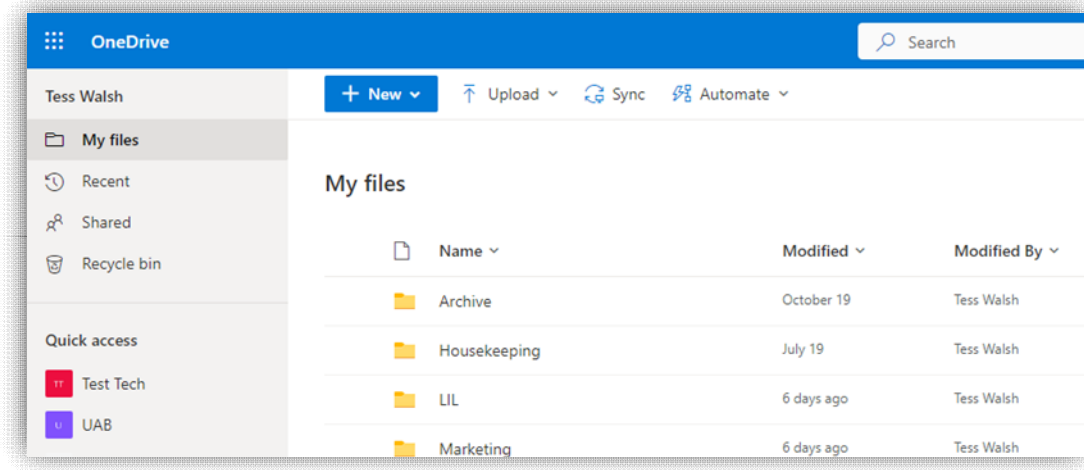 OneDrive
Search
Tess Walsh
My files
Recent
Shared
Recycle bin
Quick access
TT Test Tech
U UAB
New Upload Sync Automate
My files
Name Modified Modified By
Archive October 19 Tess Walsh
Housekeeping July 19 Tess Walsh
LIL 6 days ago Tess Walsh
Marketing 6 days ago Tess Walsh